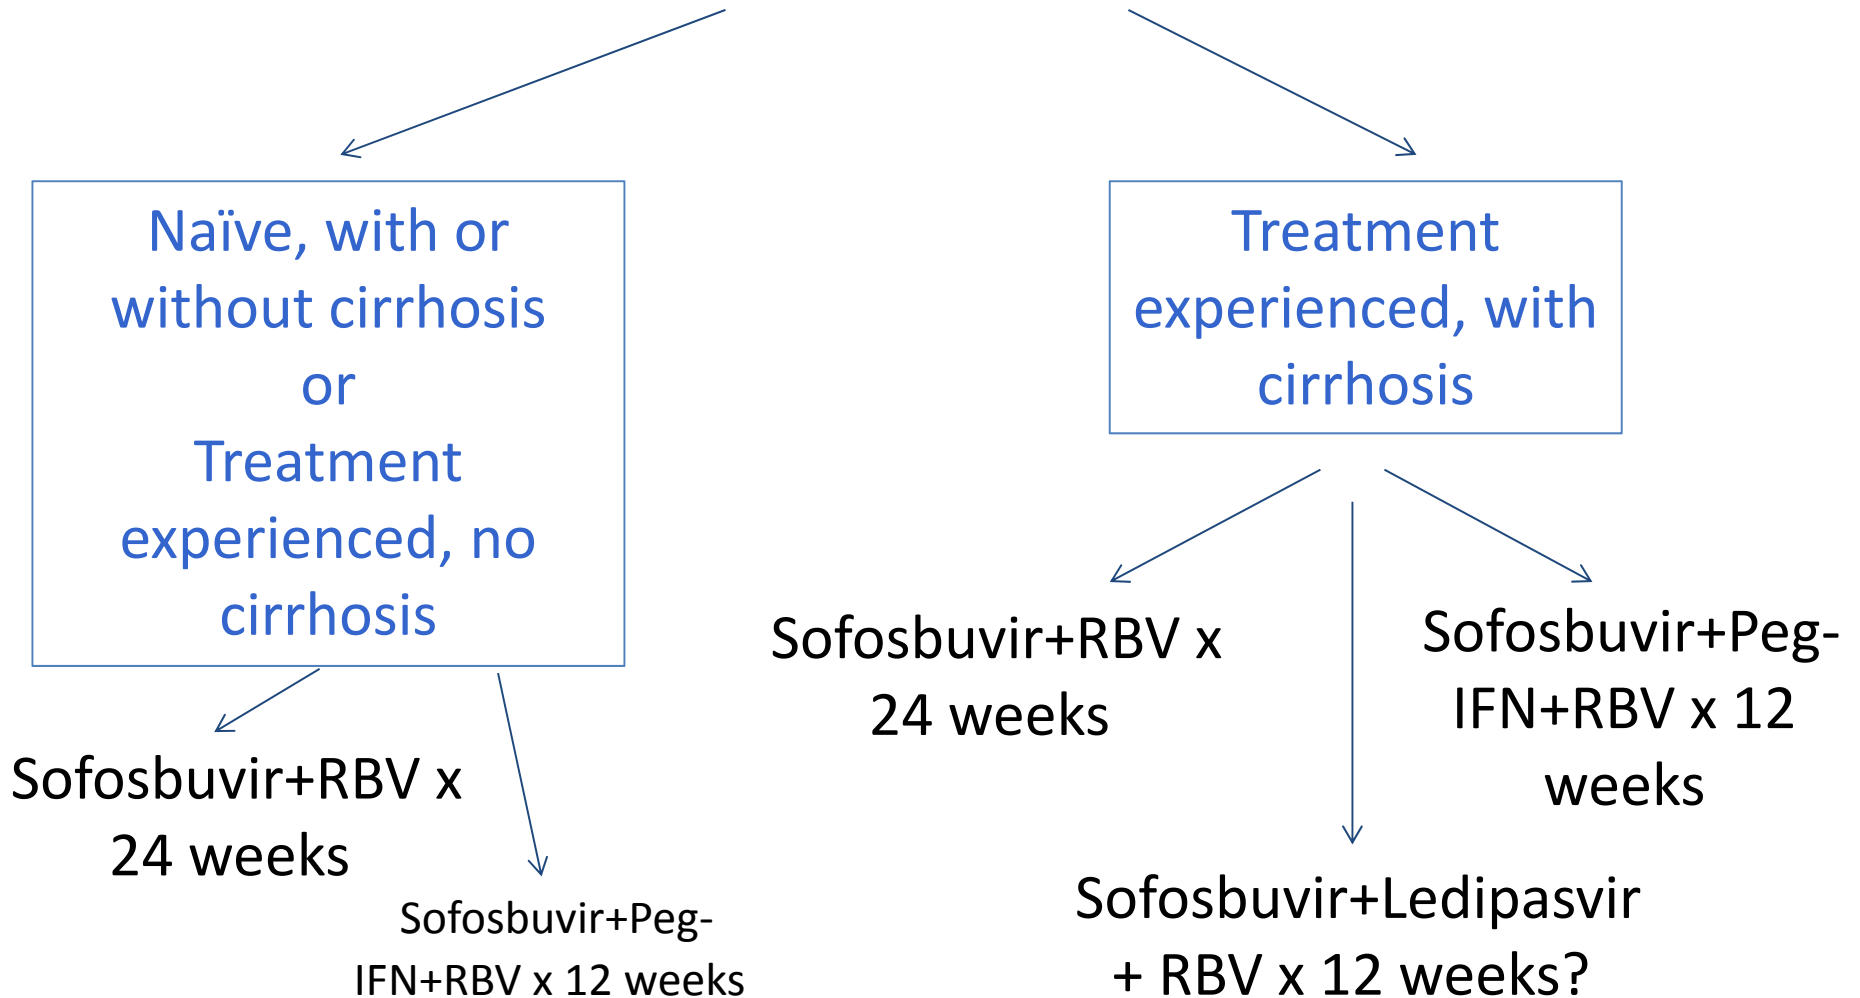 Naïve, with or
without cirrhosis
or
Treatment
experienced, no
cirrhosis
Sofosbuvir+RBV x
24 weeks
Sofosbuvir+Peg-
IFN+RBV x 12 weeks
Treatment
experienced, with
cirrhosis
Sofosbuvir+RBV x
24 weeks
Sofosbuvir+Ledipasvir
+ RBV x 12 weeks?
Sofosbuvir+Peg-
IFN+RBV x 12
weeks